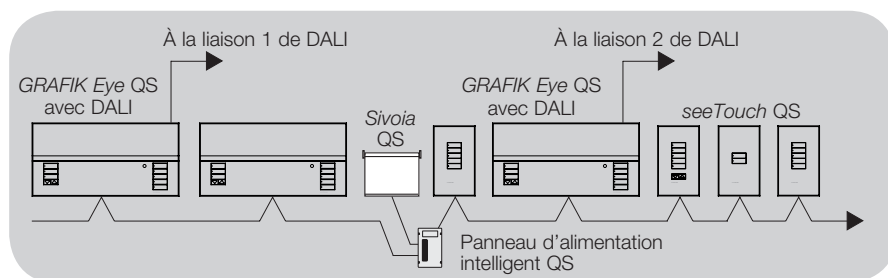 À la liaison 1 de DALI
À la liaison 2 de DALI
GRAFIK Eye QS
avec DALI
Sivoia
QS
GRAFIK Eye QS
avec DALI
seeTouch QS
Panneau d'alimentation
intelligent QS